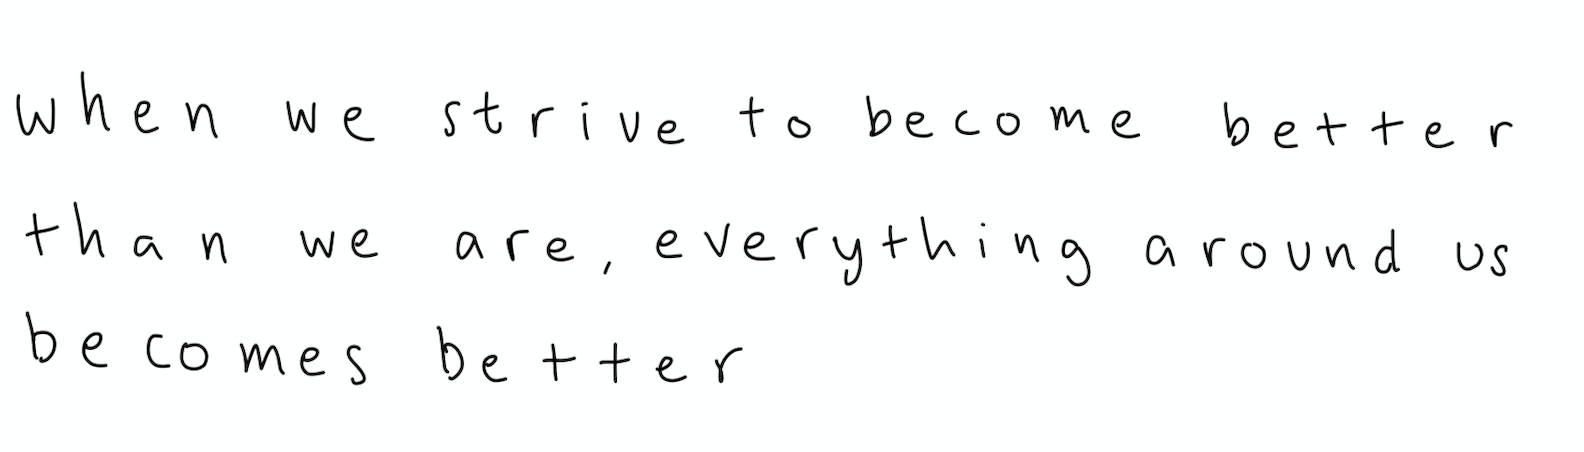 when we strive to become better
than we are, everything around us
becomes better